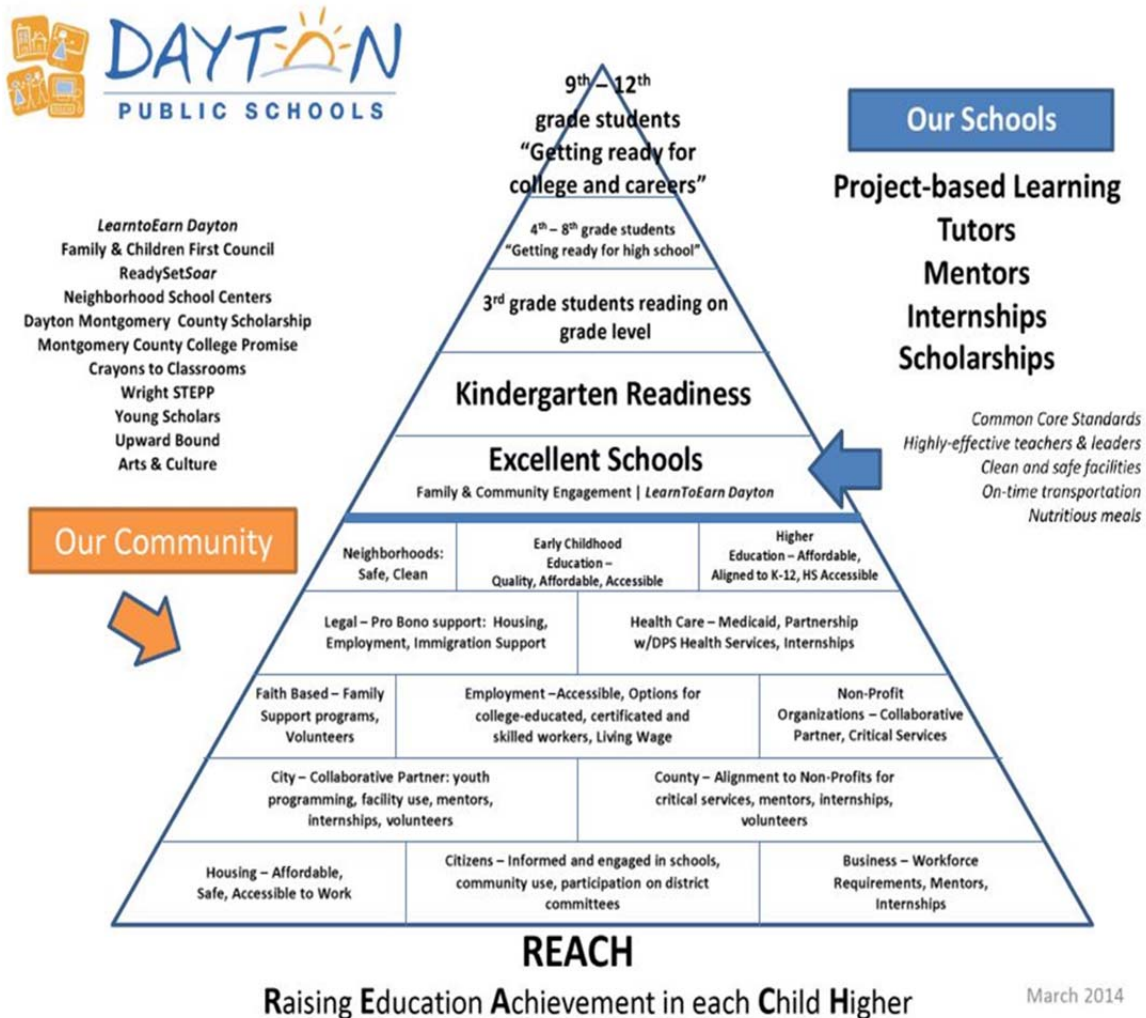 DAYTON
PUBLIC SCHOOLS
9th – 12th
grade students
“Getting ready for
college and careers”
4th – 8th grade students
“Getting ready for high school”
3rd grade students reading on
grade level
Kindergarten Readiness
Excellent Schools
Family & Community Engagement | LearnToEarn Dayton
Our Schools
Project-based Learning
Tutors
Mentors
Internships
Scholarships
Common Core Standards
Highly-effective teachers & leaders
Clean and safe facilities
On-time transportation
Nutritious meals
LearntoEarn Dayton
Family & Children First Council
ReadySetSoar
Neighborhood School Centers
Dayton Montgomery County Scholarship
Montgomery County College Promise
Crayons to Classrooms
Wright STEPP
Young Scholars
Upward Bound
Arts & Culture
Our Community
Neighborhoods:
Safe, Clean
Early Childhood
Education –
Quality, Affordable, Accessible
Higher
Education – Affordable,
Aligned to K-12, HS Accessible
Legal – Pro Bono support: Housing,
Employment, Immigration Support
Health Care – Medicaid, Partnership
w/DPS Health Services, Internships
Faith Based – Family
Support programs,
Volunteers
Employment –Accessible, Options for
college-educated, certificated and
skilled workers, Living Wage
Non-Profit
Organizations – Collaborative
Partner, Critical Services
City – Collaborative Partner: youth
programming, facility use, mentors,
internships, volunteers
County – Alignment to Non-Profits for
critical services, mentors, internships,
volunteers
Housing – Affordable,
Safe, Accessible to Work
Citizens – Informed and engaged in schools,
community use, participation on district
committees
Business – Workforce
Requirements, Mentors,
Internships
REACH
Raising Education Achievement in each Child Higher
March 2014